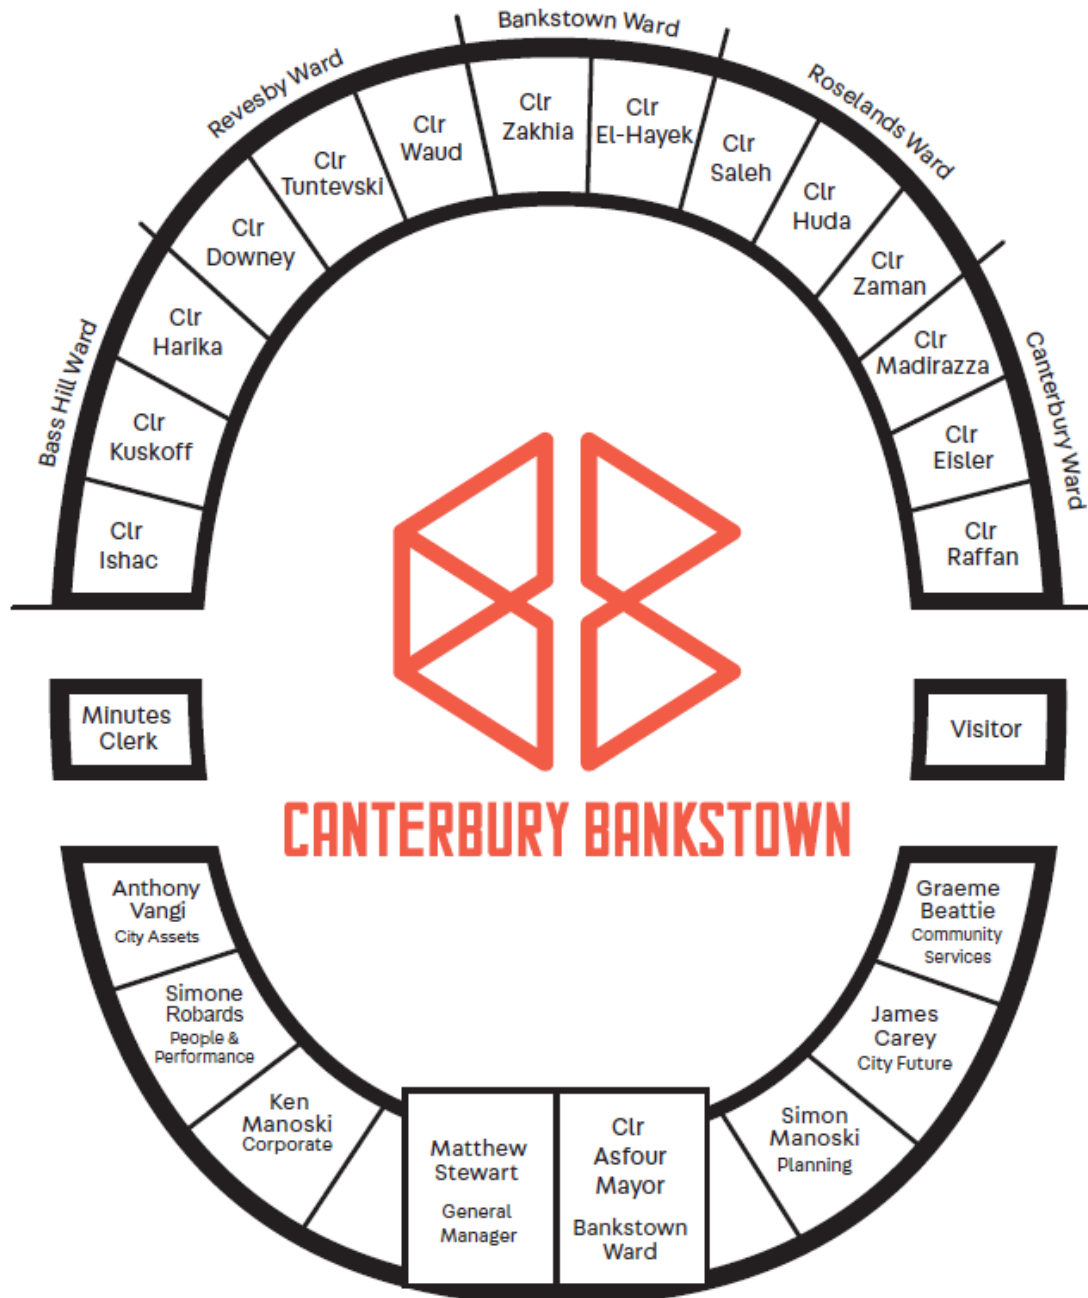 Bankstown Ward
Revesby Ward
Roselands Ward
Bass Hill Ward
Canterbury Ward
Clr
Ishac
Clr
Kuskoff
Clr
Harika
Clr
Downey
Clr
Tuntevski
Clr
Waud
Clr
Zakhia
Clr
El-Hayek
Clr
Saleh
Clr
Huda
Clr
Zaman
Clr
Madirazza
Clr
Eisler
Clr
Raffan
Minutes
Clerk
Visitor
CANTERBURY BANKSTOWN
Anthony
Vangi
City Assets
Simone
Robards
People &
Performance
Ken
Manoski
Corporate
Matthew
Stewart
General
Manager
Clr
Asfour
Mayor
Bankstown
Ward
Simon
Manoski
Planning
James
Carey
City Future
Graeme
Beattie
Community
Services